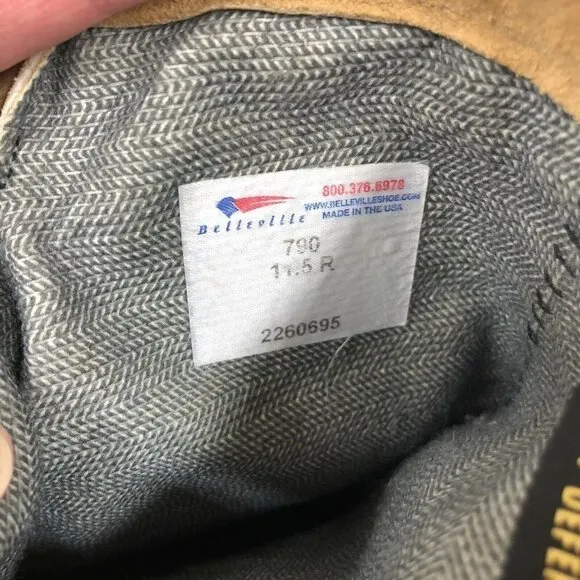 800.376.6978
WWW.BELLEVILLESHOE.COM
MADE IN THE USA
Belleville
790
11.5 R
2260695